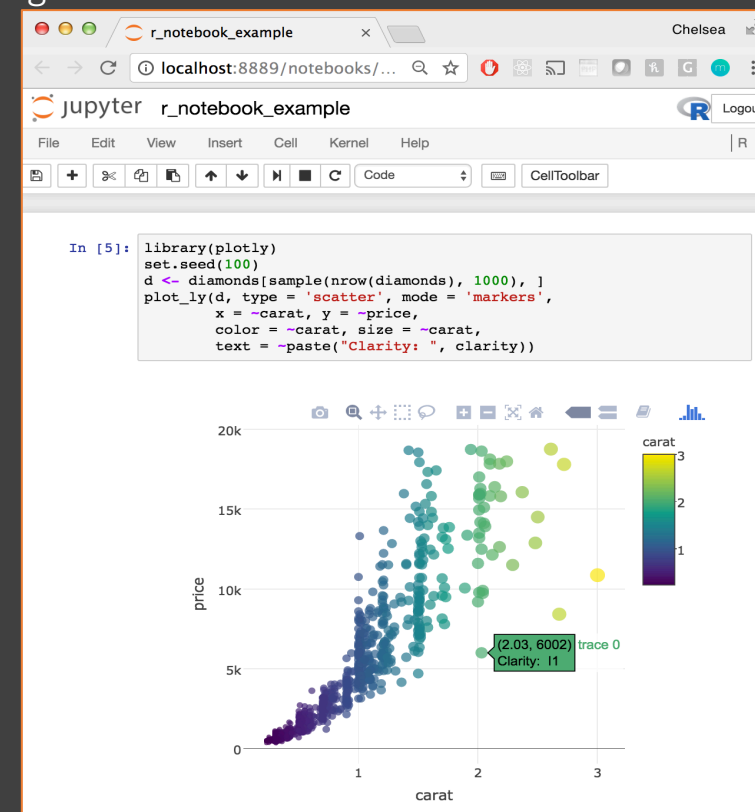 r_notebook_example
Chelsea
localhost:8889/notebooks/...
jupyter r_notebook_example
R
File Edit View Insert Cell Kernel Help
R
Code
CellToolbar
In [5]:
library(plotly)
set.seed(100)
d <- diamonds[sample(nrow(diamonds), 1000), ]
plot_ly(d, type = 'scatter', mode = 'markers',
x = ~carat, y = ~price,
color = ~carat, size = ~carat,
text = ~paste("Clarity: ", clarity))
20k
15k
10k
5k
0
price
1
2
3
carat
carat
3
2
1
(2.03, 6002) trace 0
Clarity: I1